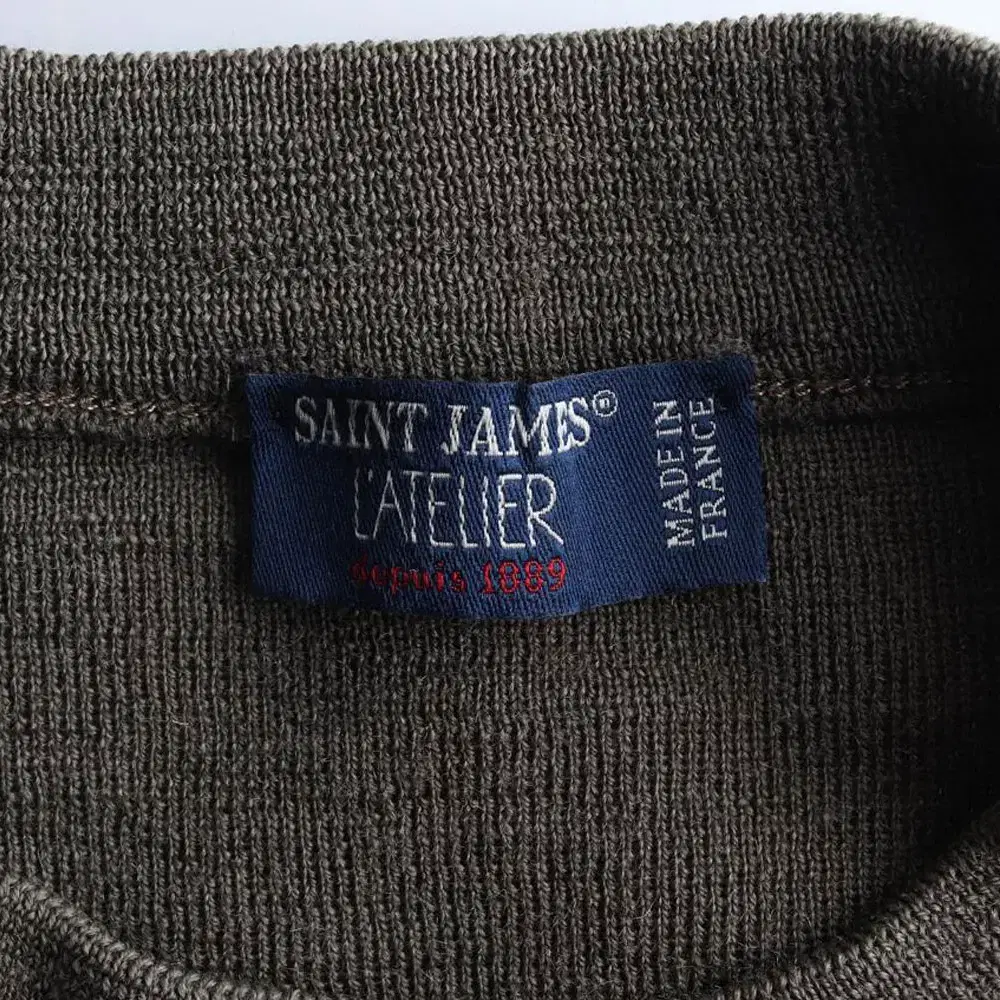 SAINT JAMES®
L'ATELIER
depuis 1889
MADE IN
FRANCE